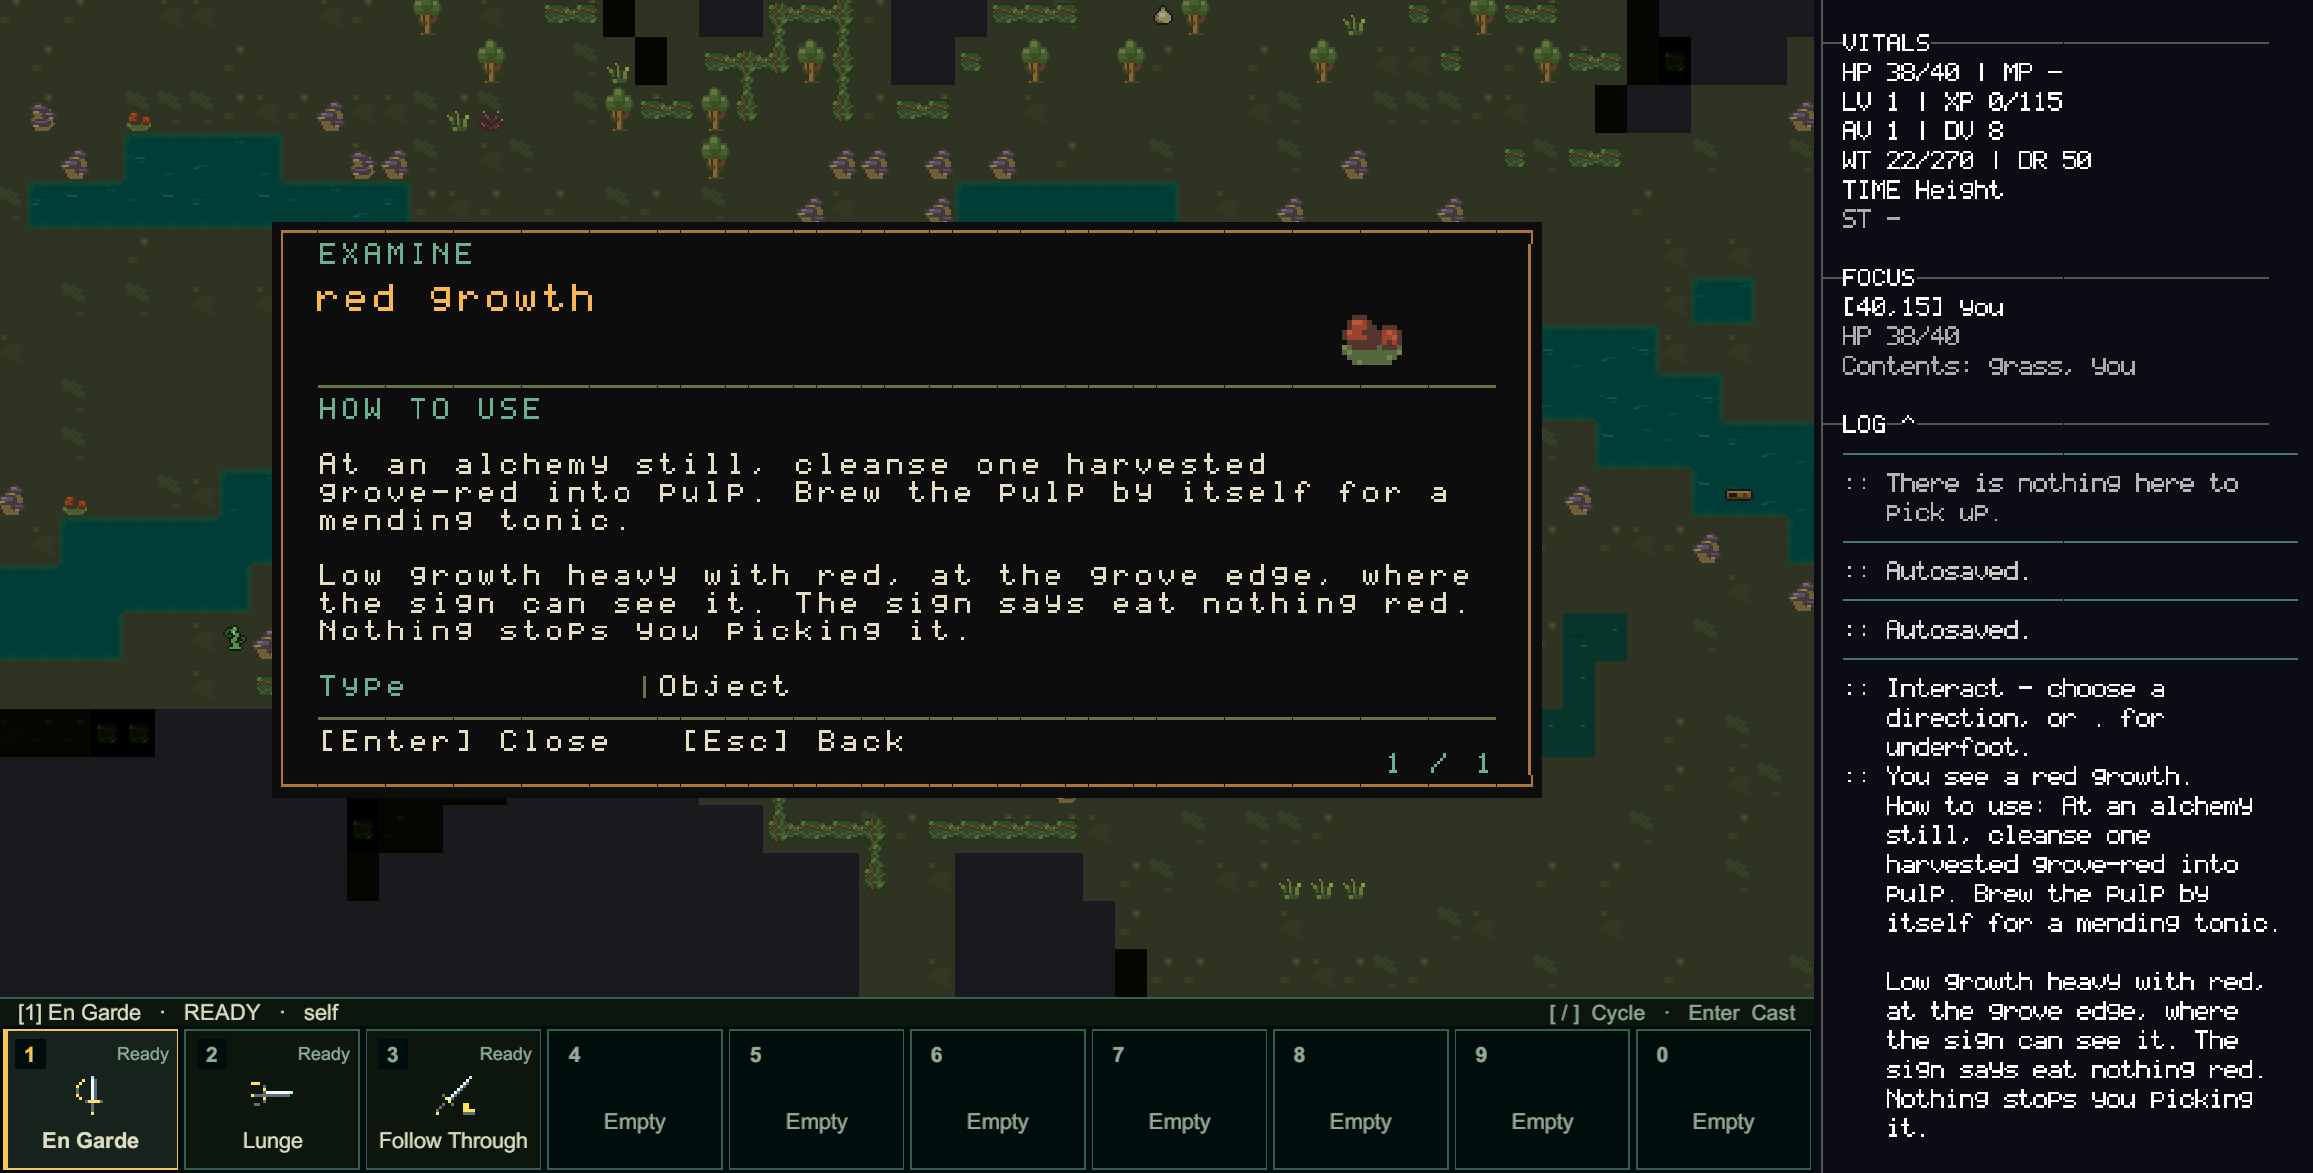 EXAMINE
red growth
HOW TO USE
At an alchemy still, cleanse one harvested
grove-red into pulp. Brew the pulp by itself for a
mending tonic.
Low growth heavy with red, at the grove edge, where
the sign can see it. The sign says eat nothing red.
Nothing stops you picking it.
Type |Object
[Enter] Close [Esc] Back
1 / 1
[1] En Garde · READY · self
[ / ] Cycle · Enter Cast
1 Ready
En Garde
2 Ready
Lunge
3 Ready
Follow Through
4
Empty
5
Empty
6
Empty
7
Empty
8
Empty
9
Empty
0
Empty
VITALS
HP 38/40 | MP -
LV 1 | XP 0/115
AV 1 | DV 8
WT 22/270 | DR 50
TIME Height
ST -
FOCUS
[40,15] You
HP 38/40
Contents: grass, You
LOG ^
:: There is nothing here to
pick up.
:: Autosaved.
:: Autosaved.
:: Interact - choose a
direction, or . for
underfoot.
:: You see a red growth.
How to use: At an alchemy
still, cleanse one
harvested grove-red into
pulp. Brew the pulp by
itself for a mending tonic.
Low growth heavy with red,
at the grove edge, where
the sign can see it. The
sign says eat nothing red.
Nothing stops you picking
it.